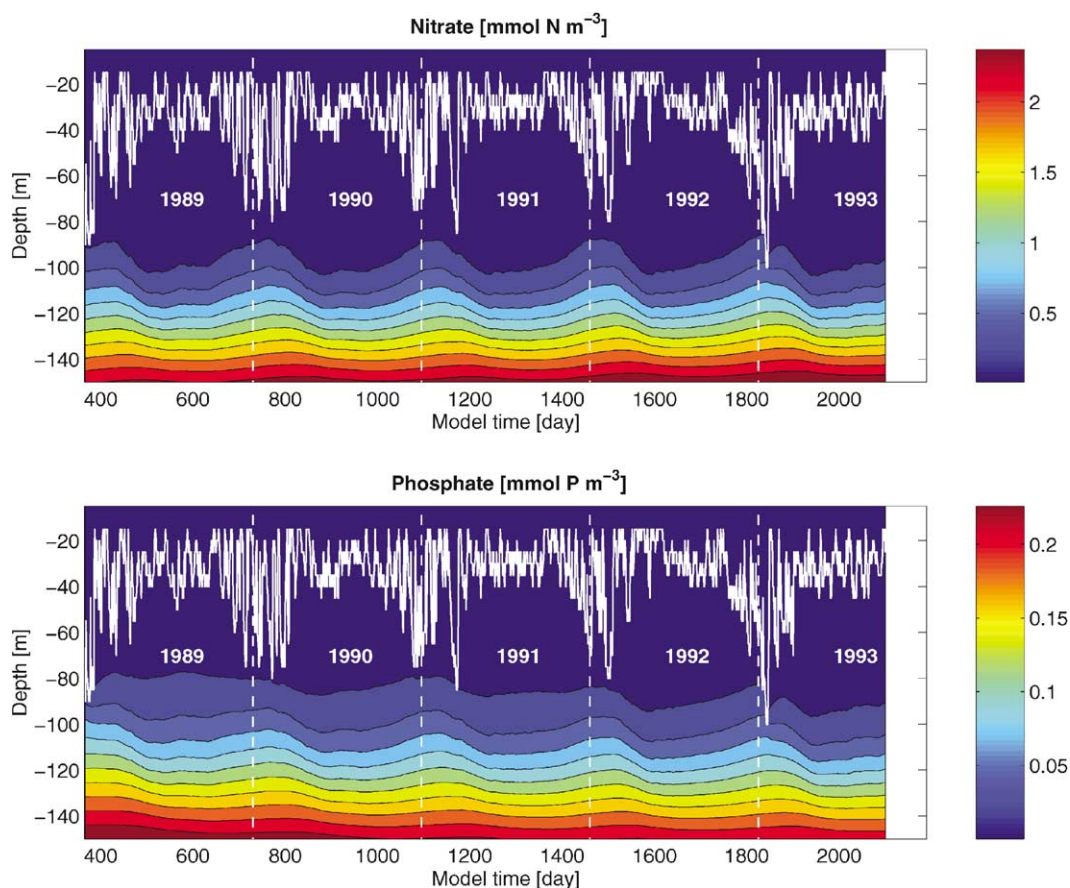 Nitrate [mmol N m−3]
−20
−40
−60
−80
−100
−120
−140
Depth [m]
1989 1990 1991 1992 1993
400 600 800 1000 1200 1400 1600 1800 2000
Model time [day]
2
1.5
1
0.5
Phosphate [mmol P m−3]
−20
−40
−60
−80
−100
−120
−140
Depth [m]
1989 1990 1991 1992 1993
400 600 800 1000 1200 1400 1600 1800 2000
Model time [day]
0.2
0.15
0.1
0.05